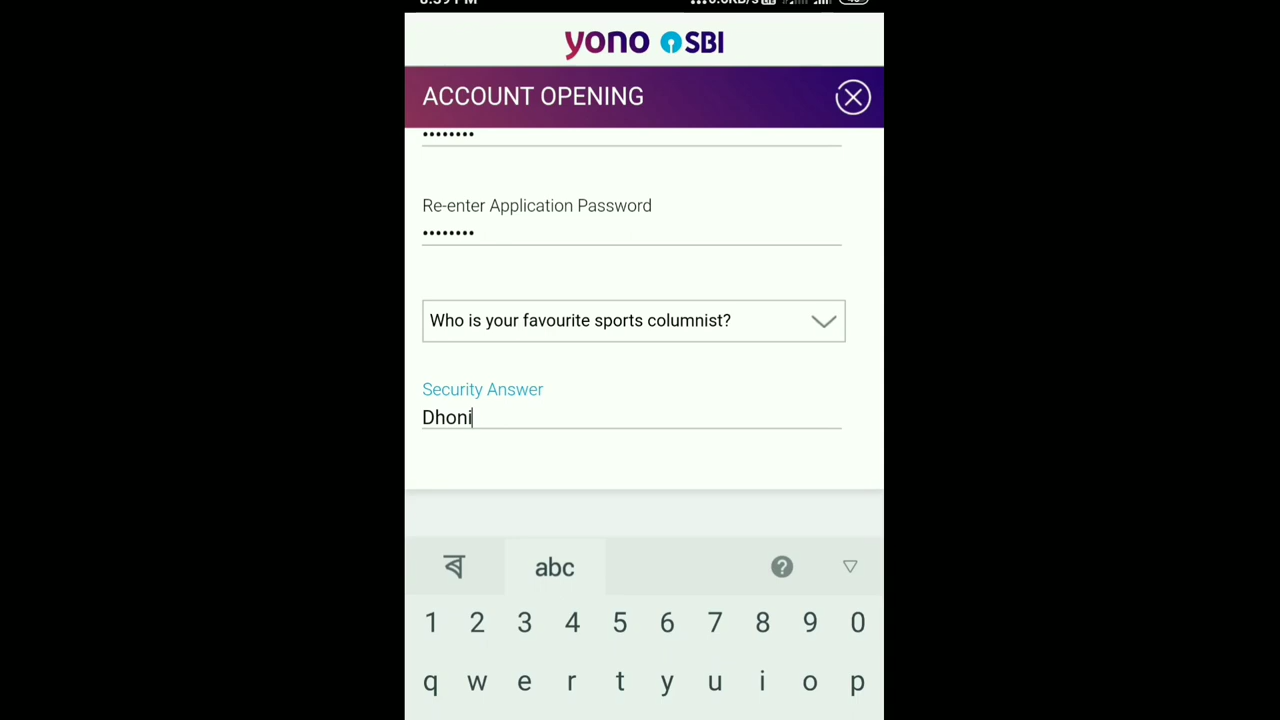 yono SBI
ACCOUNT OPENING
••••••••
Re-enter Application Password
••••••••
Who is your favourite sports columnist?
Security Answer
Dhoni
ব abc ?
1 2 3 4 5 6 7 8 9 0
q w e r t y u i o p